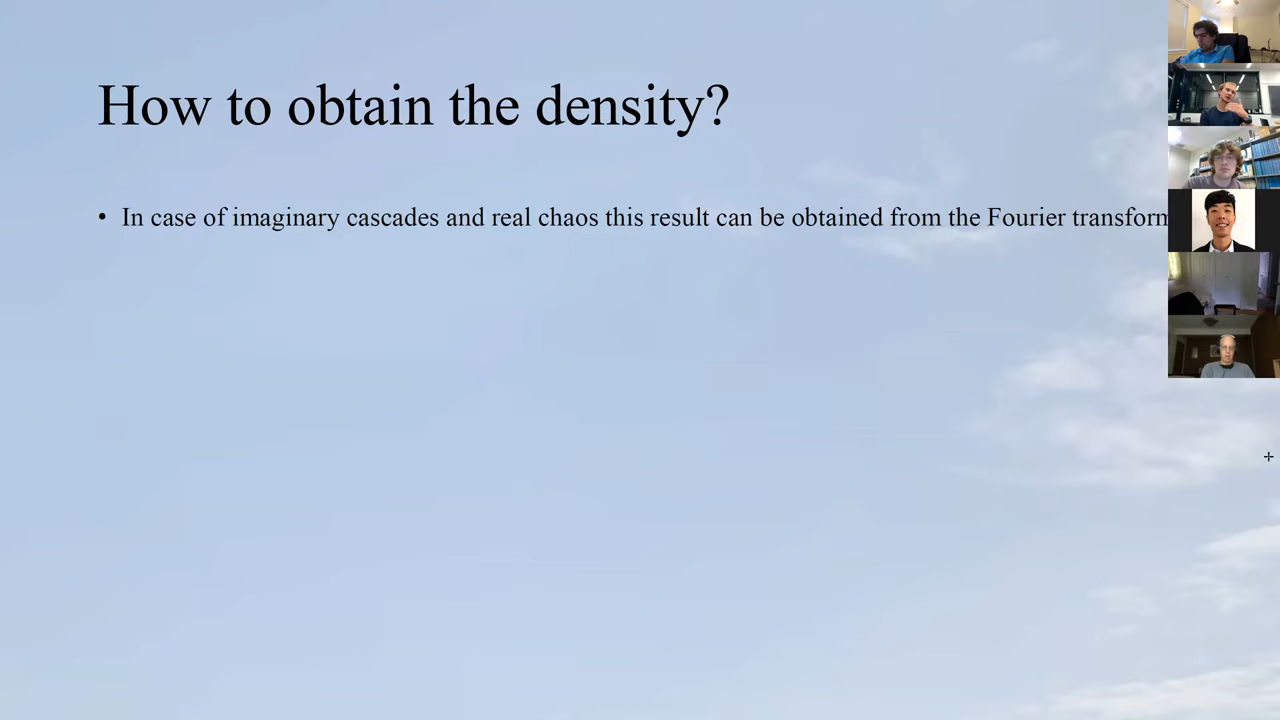 How to obtain the density?
• In case of imaginary cascades and real chaos this result can be obtained from the Fourier transform